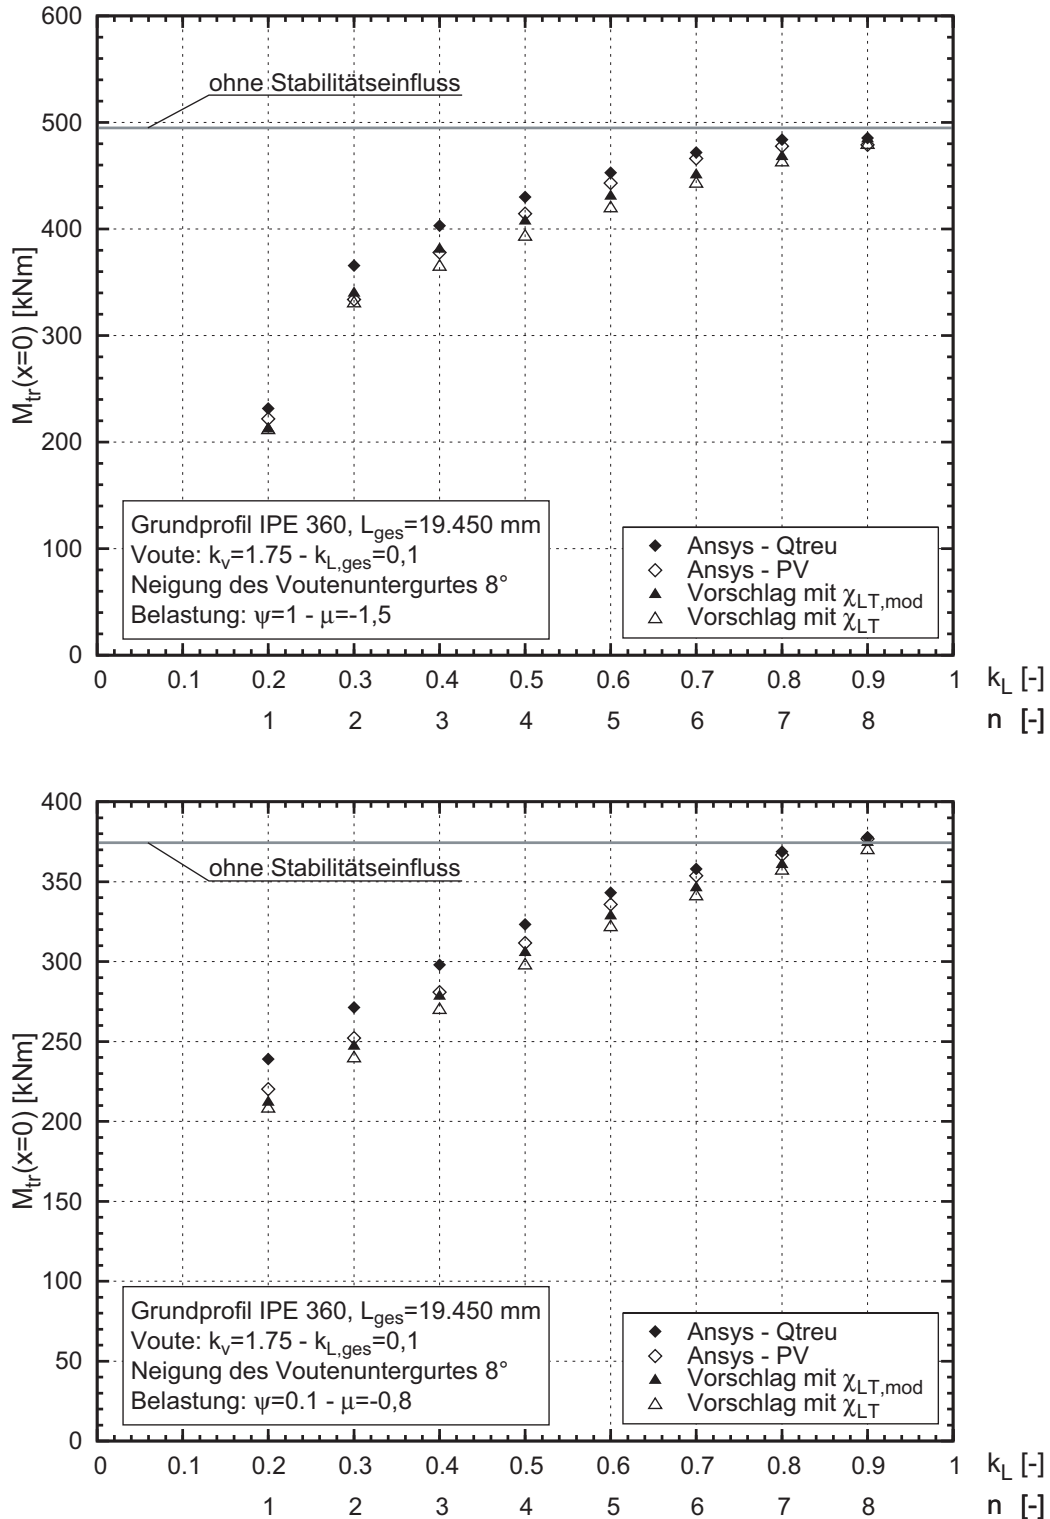 600
500
400
300
200
100
0
M_tr(x=0) [kNm]
ohne Stabilitätseinfluss
Grundprofil IPE 360, L_ges=19.450 mm
Voute: k_v=1.75 - k_L,ges=0,1
Neigung des Voutenuntergurtes 8°
Belastung: ψ=1 - μ=-1,5
Ansys - Qtreu
Ansys - PV
Vorschlag mit χ_LT,mod
Vorschlag mit χ_LT
0 0.1 0.2 0.3 0.4 0.5 0.6 0.7 0.8 0.9 1 k_L [-]
1 2 3 4 5 6 7 8 n [-]
400
350
300
250
200
150
100
50
0
M_tr(x=0) [kNm]
ohne Stabilitätseinfluss
Grundprofil IPE 360, L_ges=19.450 mm
Voute: k_v=1.75 - k_L,ges=0,1
Neigung des Voutenuntergurtes 8°
Belastung: ψ=0.1 - μ=-0,8
Ansys - Qtreu
Ansys - PV
Vorschlag mit χ_LT,mod
Vorschlag mit χ_LT
0 0.1 0.2 0.3 0.4 0.5 0.6 0.7 0.8 0.9 1 k_L [-]
1 2 3 4 5 6 7 8 n [-]